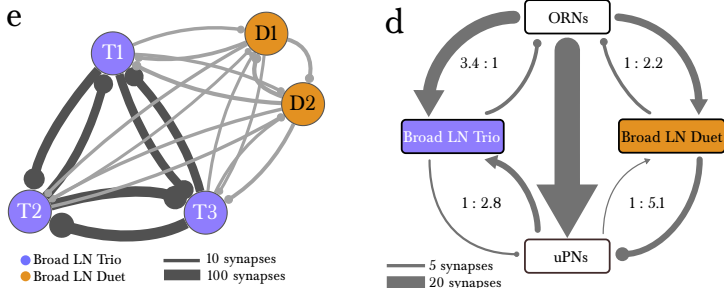 e
T1
D1
D2
T2
T3
Broad LN Trio
Broad LN Duet
10 synapses
100 synapses
d
ORNs
3.4 : 1
1 : 2.2
Broad LN Trio
Broad LN Duet
1 : 2.8
1 : 5.1
uPNs
5 synapses
20 synapses